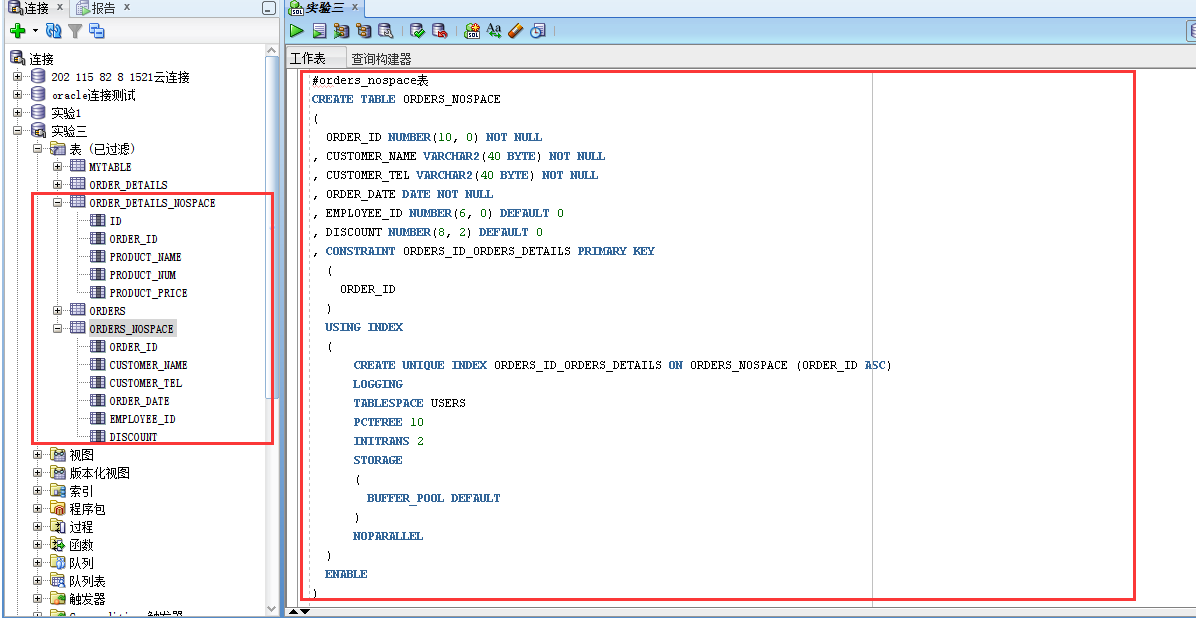 连接 x 报告 x
连接
202 115 82 8 1521云连接
oracle连接测试
实验1
实验三
表 (已过滤)
MYTABLE
ORDER_DETAILS
ORDER_DETAILS_NOSPACE
ID
ORDER_ID
PRODUCT_NAME
PRODUCT_NUM
PRODUCT_PRICE
ORDERS
ORDERS_NOSPACE
ORDER_ID
CUSTOMER_NAME
CUSTOMER_TEL
ORDER_DATE
EMPLOYEE_ID
DISCOUNT
视图
版本化视图
索引
程序包
过程
函数
队列
队列表
触发器
实验三 x
SQL Aa
工作表 查询构建器
#orders_nospace表
CREATE TABLE ORDERS_NOSPACE
(
ORDER_ID NUMBER(10, 0) NOT NULL
, CUSTOMER_NAME VARCHAR2(40 BYTE) NOT NULL
, CUSTOMER_TEL VARCHAR2(40 BYTE) NOT NULL
, ORDER_DATE DATE NOT NULL
, EMPLOYEE_ID NUMBER(6, 0) DEFAULT 0
, DISCOUNT NUMBER(8, 2) DEFAULT 0
, CONSTRAINT ORDERS_ID_ORDERS_DETAILS PRIMARY KEY
(
ORDER_ID
)
USING INDEX
(
CREATE UNIQUE INDEX ORDERS_ID_ORDERS_DETAILS ON ORDERS_NOSPACE (ORDER_ID ASC)
LOGGING
TABLESPACE USERS
PCTFREE 10
INITRANS 2
STORAGE
(
BUFFER_POOL DEFAULT
)
NOPARALLEL
)
ENABLE
)